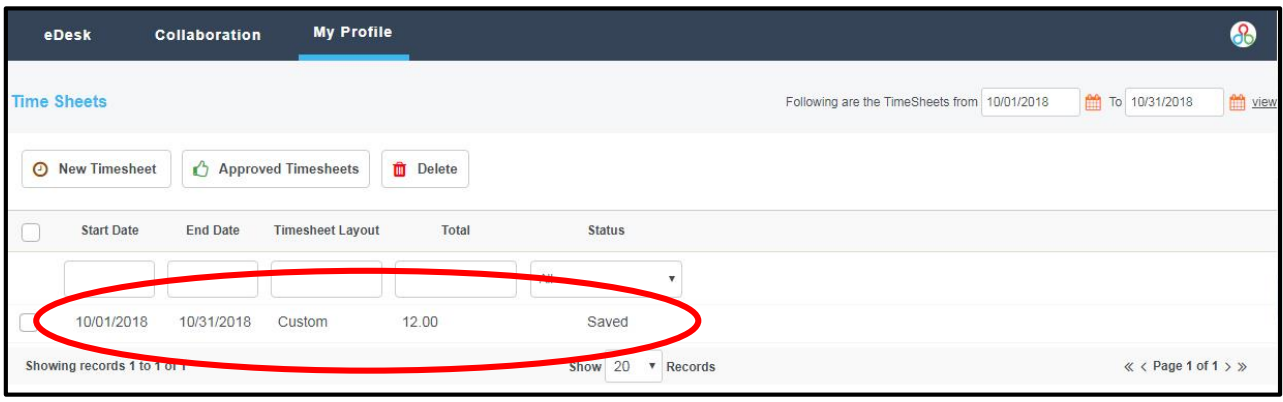 eDesk Collaboration My Profile
Time Sheets Following are the TimeSheets from 10/01/2018 To 10/31/2018 view
New Timesheet Approved Timesheets Delete
Start Date End Date Timesheet Layout Total Status
10/01/2018 10/31/2018 Custom 12.00 Saved
Showing records 1 to 1 of 1 Show 20 Records « < Page 1 of 1 > »